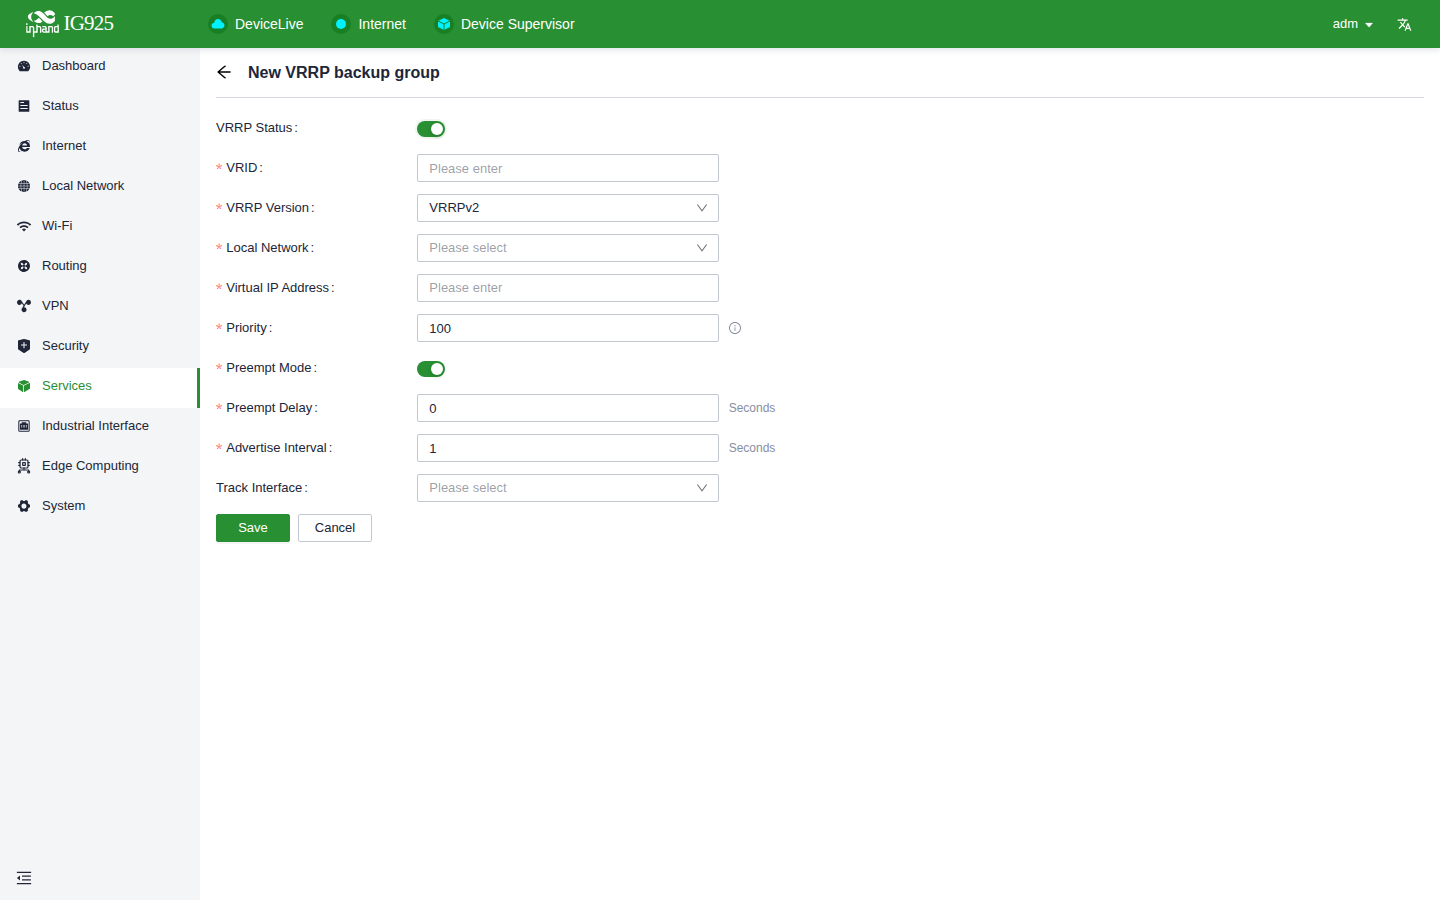 inhand IG925
DeviceLive
Internet
Device Supervisor
adm
Dashboard
Status
Internet
Local Network
Wi-Fi
Routing
VPN
Security
Services
Industrial Interface
Edge Computing
System
New VRRP backup group
VRRP Status:
* VRID: Please enter
* VRRP Version: VRRPv2
* Local Network: Please select
* Virtual IP Address: Please enter
* Priority: 100
* Preempt Mode:
* Preempt Delay: 0 Seconds
* Advertise Interval: 1 Seconds
Track Interface: Please select
Save Cancel